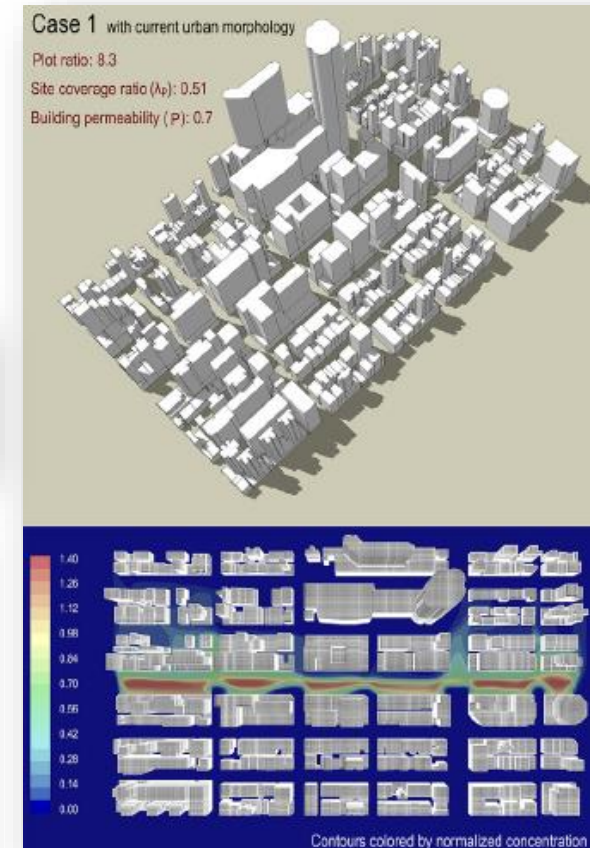 Case 1 with current urban morphology
Plot ratio: 8.3
Site coverage ratio (λp): 0.51
Building permeability (P): 0.7
1.40
1.26
1.12
0.98
0.84
0.70
0.56
0.42
0.28
0.14
0.00
Contours colored by normalized concentration